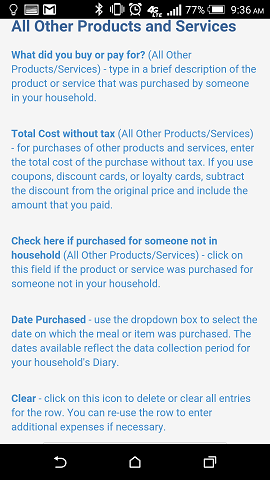 77% 9:36 AM
All Other Products and Services
What did you buy or pay for? (All Other
Products/Services) - type in a brief description of the
product or service that was purchased by someone
in your household.
Total Cost without tax (All Other Products/Services)
- for purchases of other products and services, enter
the total cost of the purchase without tax. If you use
coupons, discount cards, or loyalty cards, subtract
the discount from the original price and include the
amount that you paid.
Check here if purchased for someone not in
household (All Other Products/Services) - click on
this field if the product or service was purchased for
someone not in your household.
Date Purchased - use the dropdown box to select the
date on which the meal or item was purchased. The
dates available reflect the data collection period for
your household's Diary.
Clear - click on this icon to delete or clear all entries
for the row. You can re-use the row to enter
additional expenses if necessary.